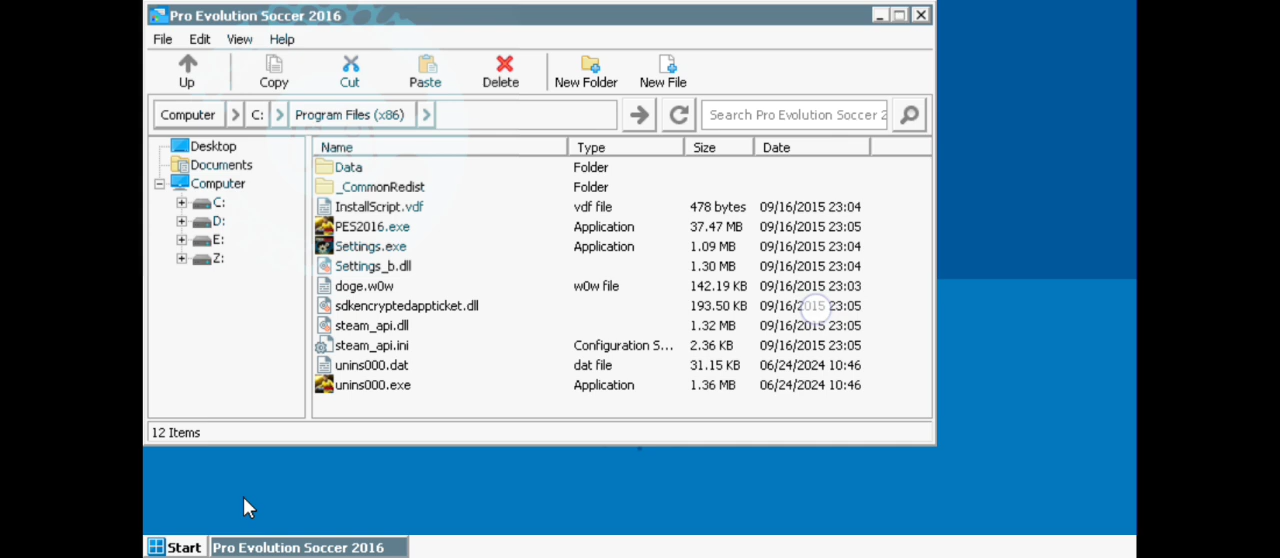 Pro Evolution Soccer 2016
File Edit View Help
Up Copy Cut Paste Delete New Folder New File
Computer C: Program Files (x86) Search Pro Evolution Soccer 2
Desktop
Documents
Computer
C:
D:
E:
Z:
Name Type Size Date
Data Folder
_CommonRedist Folder
InstallScript.vdf vdf file 478 bytes 09/16/2015 23:04
PES2016.exe Application 37.47 MB 09/16/2015 23:05
Settings.exe Application 1.09 MB 09/16/2015 23:04
Settings_b.dll 1.30 MB 09/16/2015 23:04
doge.w0w w0w file 142.19 KB 09/16/2015 23:03
sdkencryptedappticket.dll 193.50 KB 09/16/2015 23:05
steam_api.dll 1.32 MB 09/16/2015 23:05
steam_api.ini Configuration S... 2.36 KB 09/16/2015 23:05
unins000.dat dat file 31.15 KB 06/24/2024 10:46
unins000.exe Application 1.36 MB 06/24/2024 10:46
12 Items
Start Pro Evolution Soccer 2016